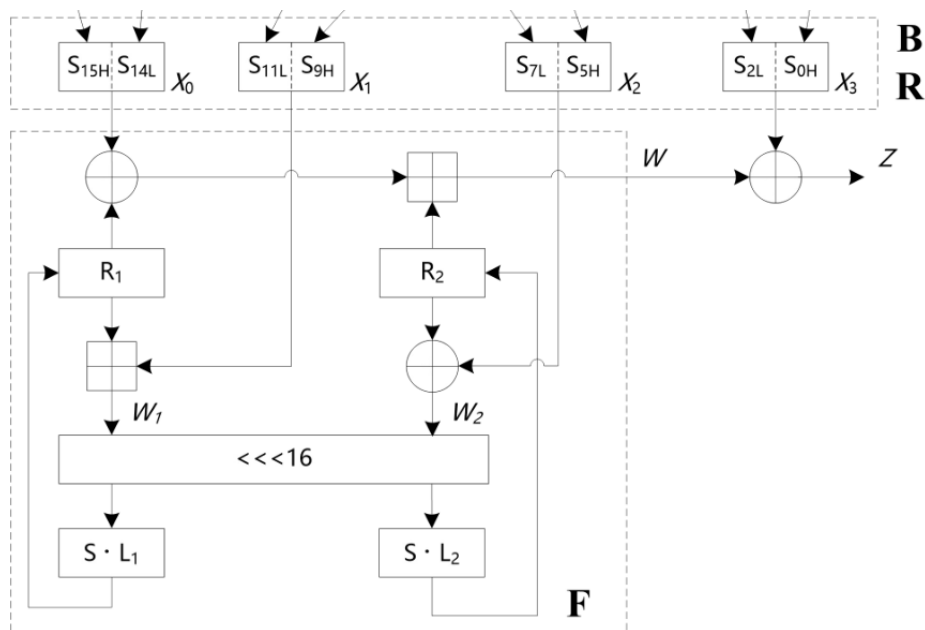 B
S15H S14L X0 S11L S9H X1 S7L S5H X2 S2L S0H X3
R
W Z
R1 R2
W1 W2
<<<16
S · L1 S · L2
F